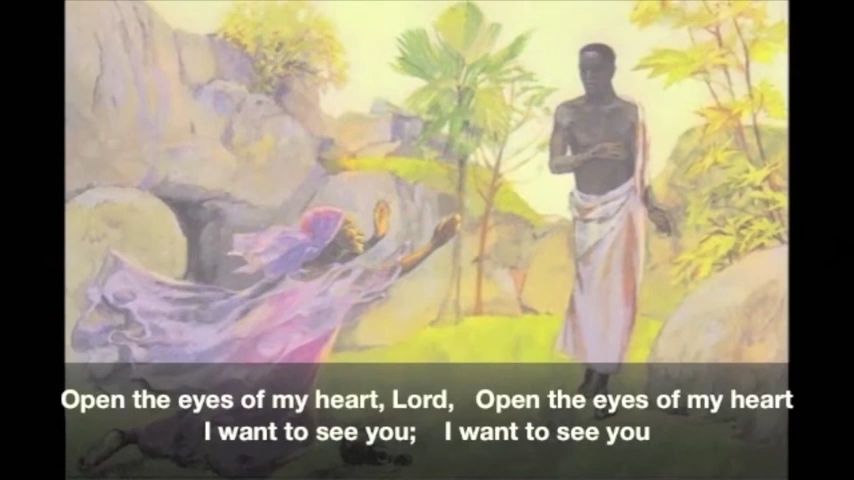 Open the eyes of my heart, Lord,   Open the eyes of my heart
I want to see you;   I want to see you